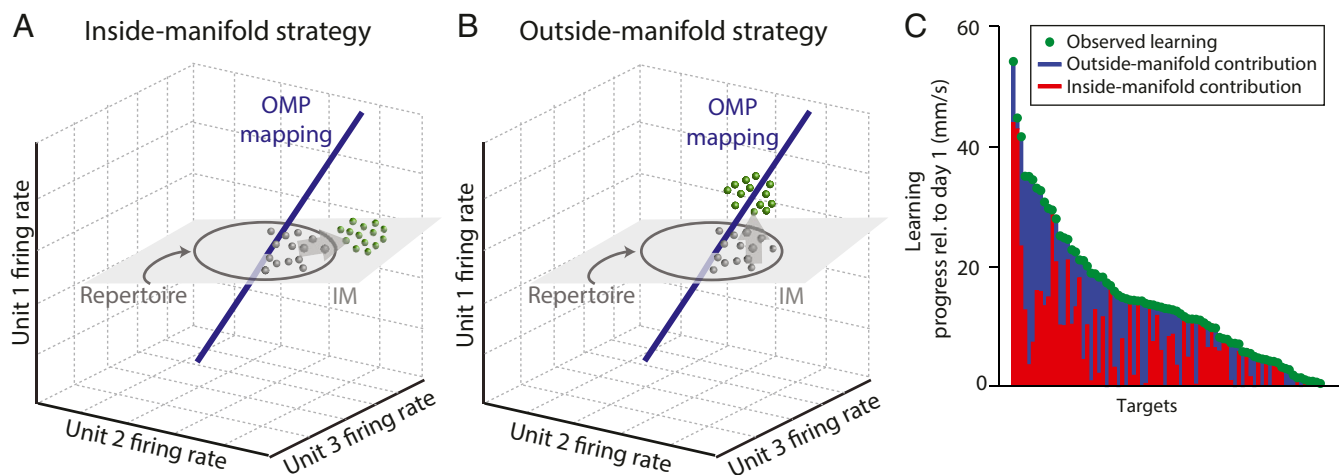 A
Inside-manifold strategy
OMP
mapping
Unit 1 firing rate
Repertoire
IM
Unit 2 firing rate
Unit 3 firing rate
B
Outside-manifold strategy
OMP
mapping
Unit 1 firing rate
Repertoire
IM
Unit 2 firing rate
Unit 3 firing rate
C
Observed learning
Outside-manifold contribution
Inside-manifold contribution
Learning
progress rel. to day 1 (mm/s)
60
40
20
0
Targets